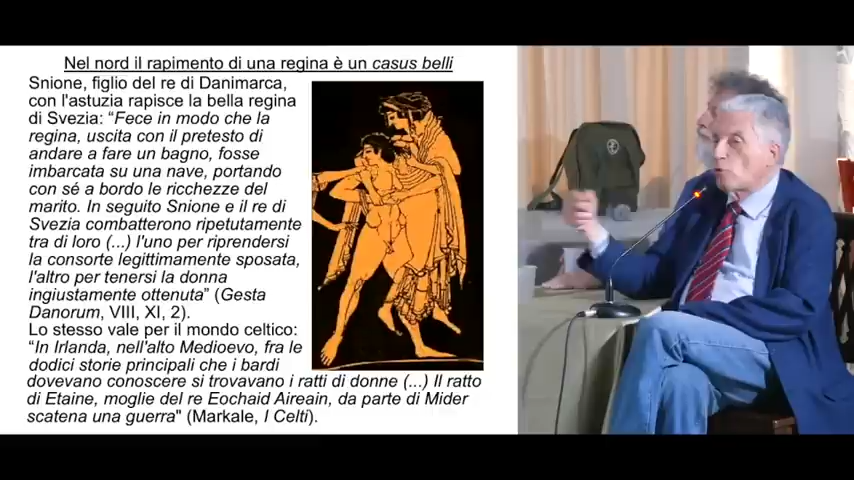 Nel nord il rapimento di una regina è un casus belli
Snione, figlio del re di Danimarca,
con l'astuzia rapisce la bella regina
di Svezia: “Fece in modo che la
regina, uscita con il pretesto di
andare a fare un bagno, fosse
imbarcata su una nave, portando
con sé a bordo le ricchezze del
marito. In seguito Snione e il re di
Svezia combatterono ripetutamente
tra di loro (...) l'uno per riprendersi
la consorte legittimamente sposata,
l'altro per tenersi la donna
ingiustamente ottenuta” (Gesta
Danorum, VIII, XI, 2).
Lo stesso vale per il mondo celtico:
“In Irlanda, nell'alto Medioevo, fra le
dodici storie principali che i bardi
dovevano conoscere si trovavano i ratti di donne (...) Il ratto
di Etaine, moglie del re Eochaid Aireain, da parte di Mider
scatena una guerra" (Markale, I Celti).